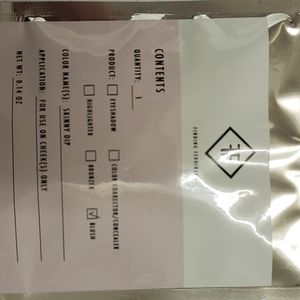 CONTENTS
QUANTITY: 1
PRODUCT: EYESHADOW COLOR CORRECTOR/CONCEALER
HIGHLIGHTER BRONZER BLUSH
COLOR NAME(S): SKINNY DIP
APPLICATION: FOR USE ON CHEEK(S) ONLY
NET WT: 0.14 OZ